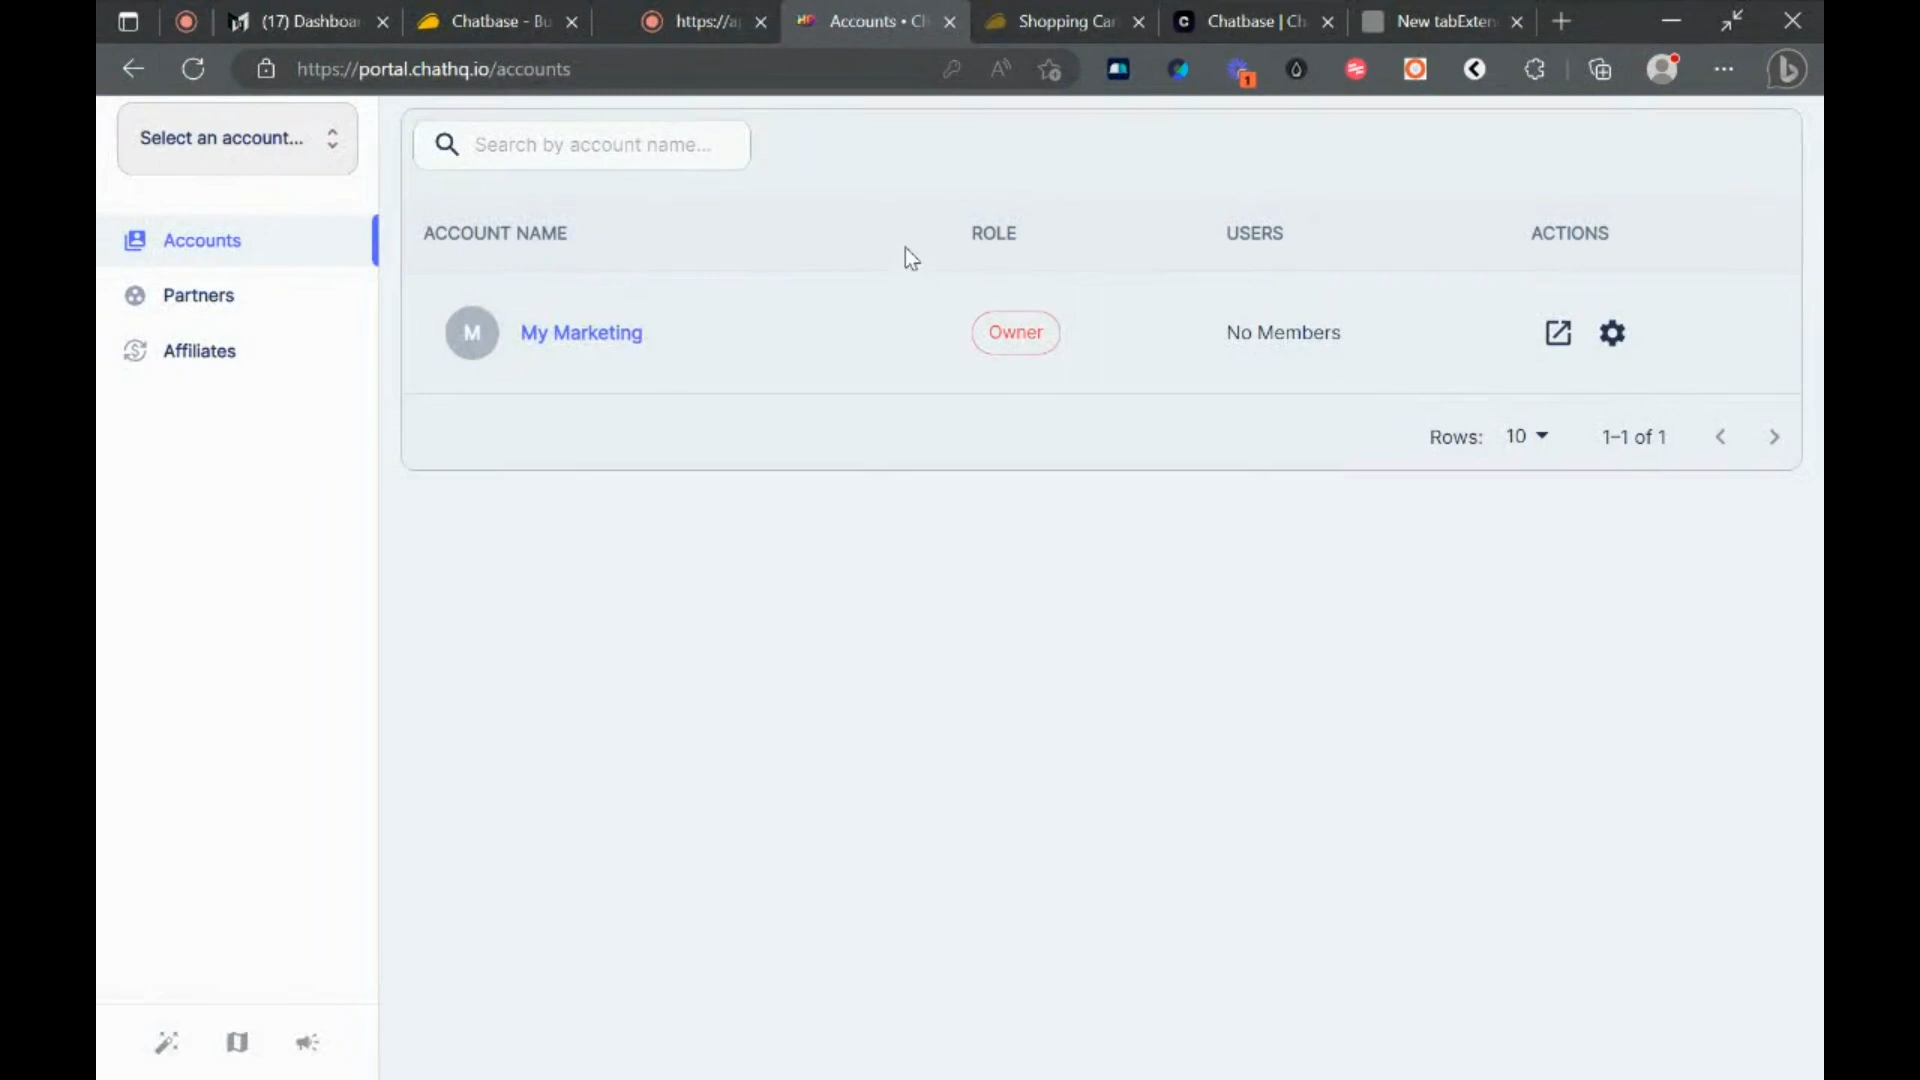 (17) Dashboar
Chatbase - Bu
https://a
Accounts • Ch
Shopping Car
Chatbase | Ch
New tabExten
https://portal.chathq.io/accounts
1
Select an account...
Search by account name...
Accounts
Partners
Affiliates
ACCOUNT NAME ROLE USERS ACTIONS
M My Marketing Owner No Members
Rows: 10 1–1 of 1